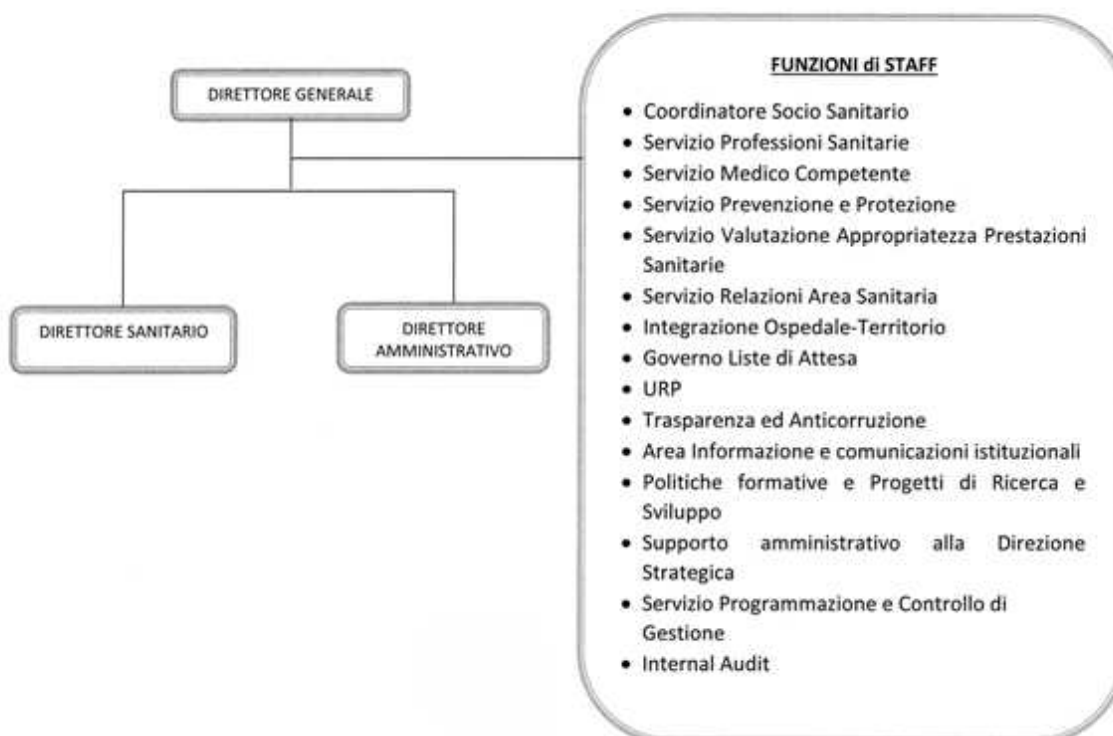 DIRETTORE GENERALE
DIRETTORE SANITARIO
DIRETTORE
AMMINISTRATIVO
FUNZIONI di STAFF
• Coordinatore Socio Sanitario
• Servizio Professioni Sanitarie
• Servizio Medico Competente
• Servizio Prevenzione e Protezione
• Servizio Valutazione Appropriatezza Prestazioni
Sanitarie
• Servizio Relazioni Area Sanitaria
• Integrazione Ospedale-Territorio
• Governo Liste di Attesa
• URP
• Trasparenza ed Anticorruzione
• Area Informazione e comunicazioni istituzionali
• Politiche formative e Progetti di Ricerca e
Sviluppo
• Supporto amministrativo alla Direzione
Strategica
• Servizio Programmazione e Controllo di
Gestione
• Internal Audit